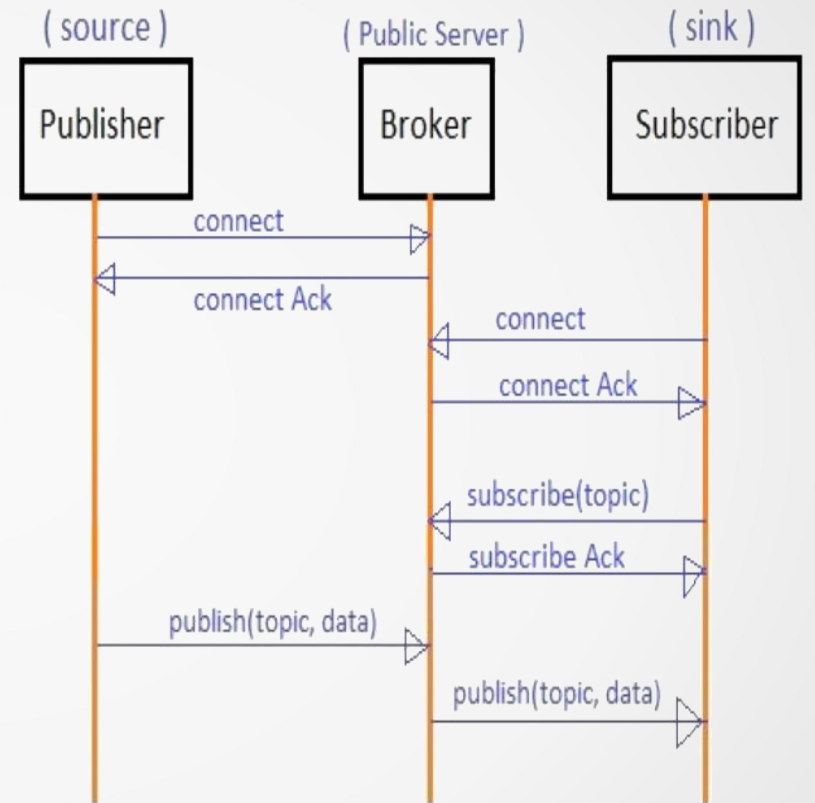 ( source )
( Public Server )
( sink )
Publisher
Broker
Subscriber
connect
connect Ack
connect
connect Ack
subscribe(topic)
subscribe Ack
publish(topic, data)
publish(topic, data)